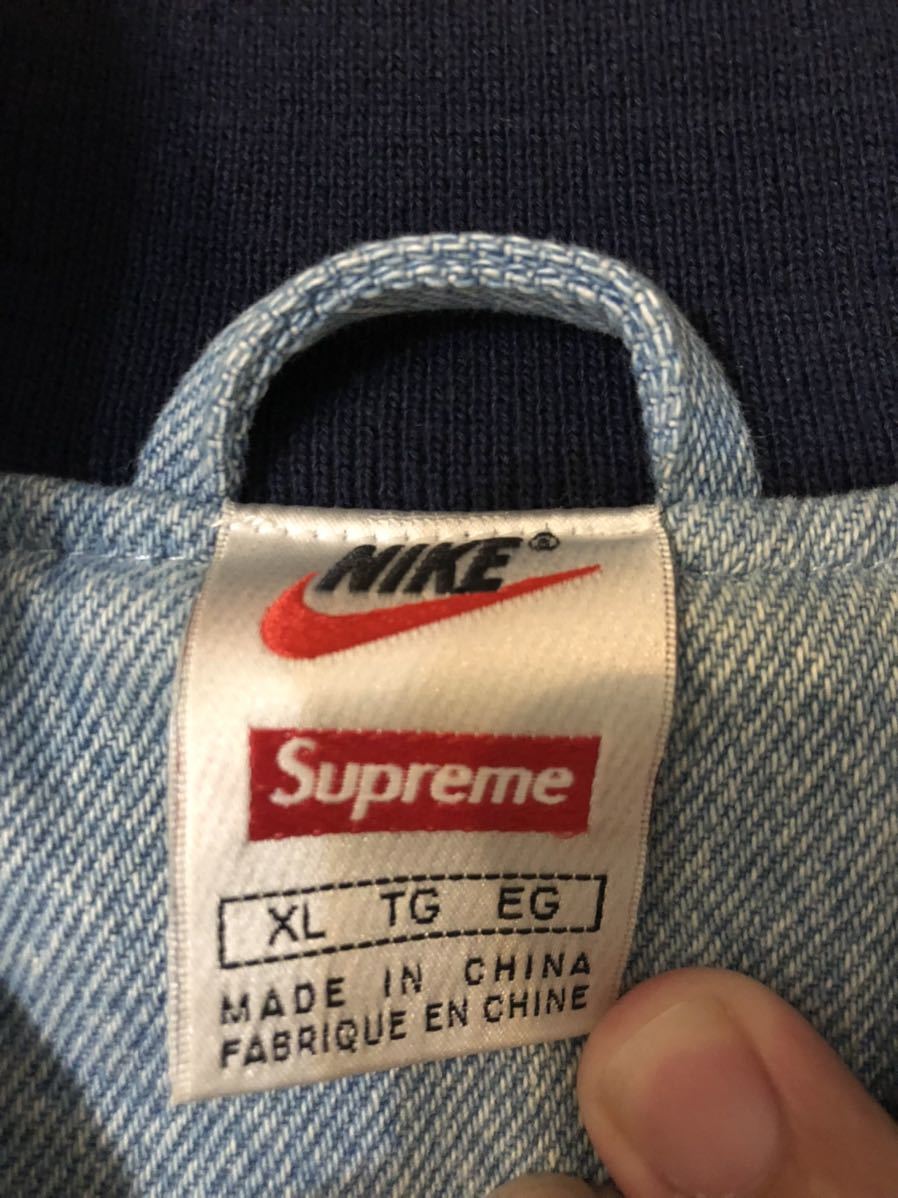 NIKE®
Supreme
XL TG EG
MADE IN CHINA
FABRIQUE EN CHINE